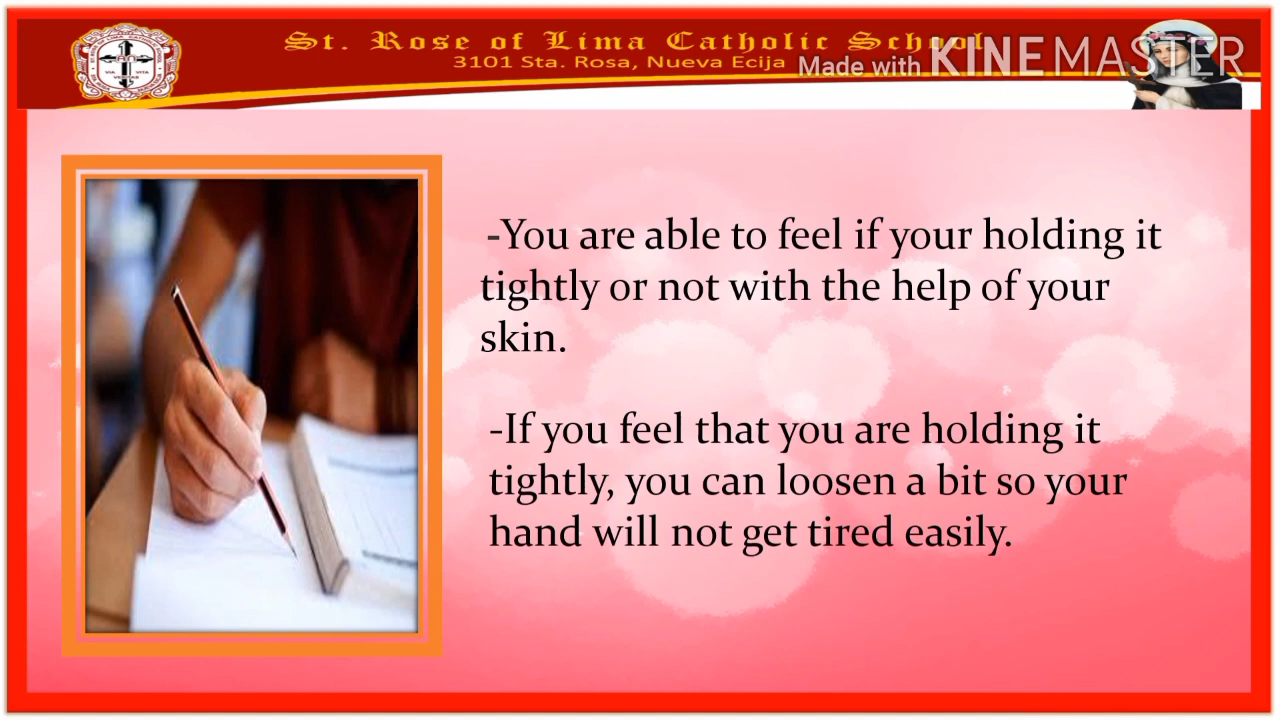 St. Rose of Lima Catholic School
3101 Sta. Rosa, Nueva Ecija
Made with KINEMASTER
-You are able to feel if your holding it
tightly or not with the help of your
skin.
-If you feel that you are holding it
tightly, you can loosen a bit so your
hand will not get tired easily.